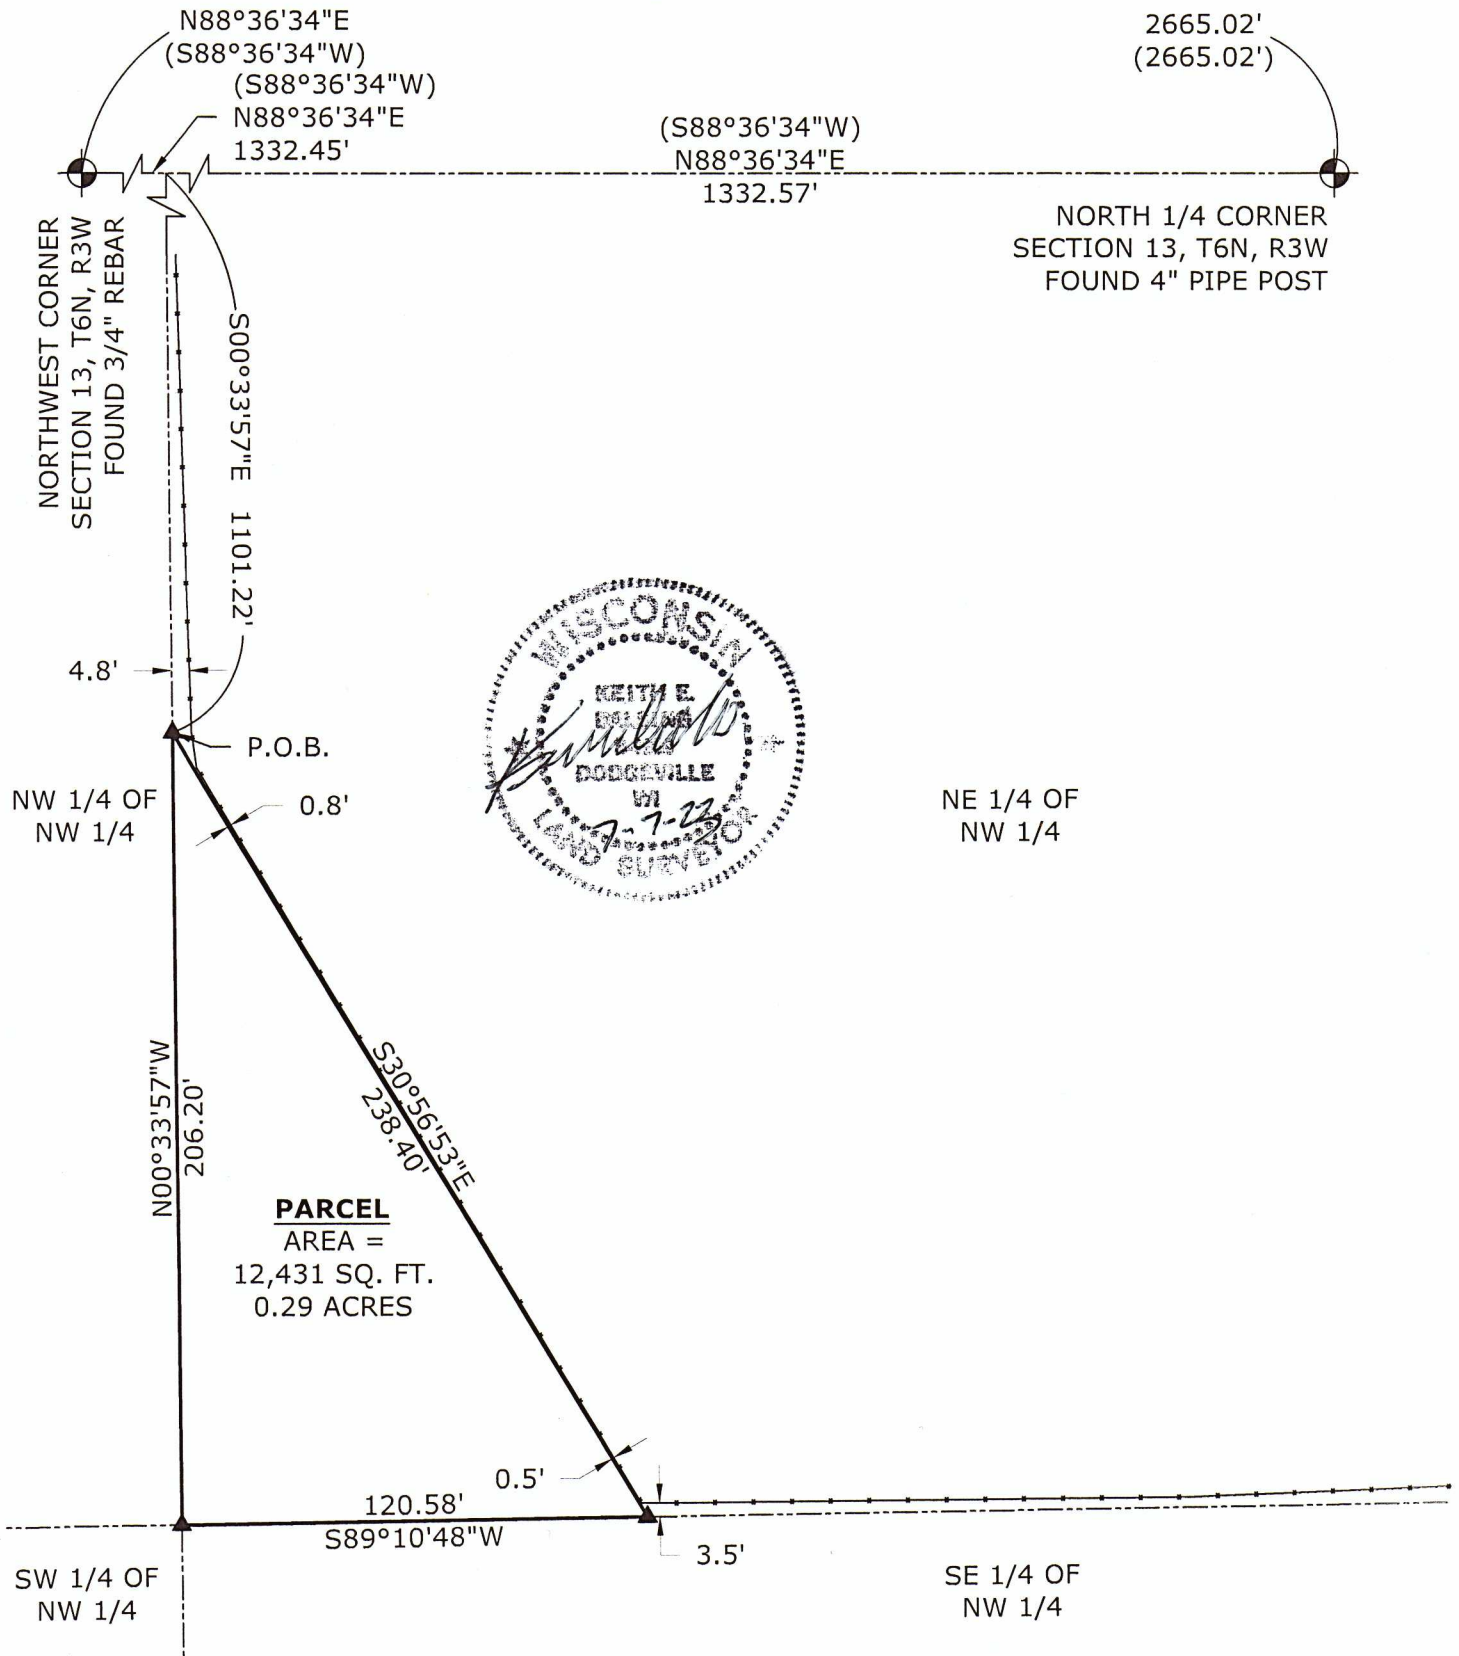 N88°36'34"E
(S88°36'34"W)
(S88°36'34"W)
N88°36'34"E
1332.45'
2665.02'
(2665.02')
(S88°36'34"W)
N88°36'34"E
1332.57'
NORTH 1/4 CORNER
SECTION 13, T6N, R3W
FOUND 4" PIPE POST
NORTHWEST CORNER
SECTION 13, T6N, R3W
FOUND 3/4" REBAR
S00°33'57"E 1101.22'
4.8'
P.O.B.
NW 1/4 OF
NW 1/4
0.8'
WISCONSIN
KEITH E.
DODGEVILLE
WI
7-7-23
LAND SURVEYOR
NE 1/4 OF
NW 1/4
N00°33'57"W
206.20'
S30°56'53"E
238.40'
PARCEL
AREA =
12,431 SQ. FT.
0.29 ACRES
0.5'
120.58'
S89°10'48"W
3.5'
SW 1/4 OF
NW 1/4
SE 1/4 OF
NW 1/4